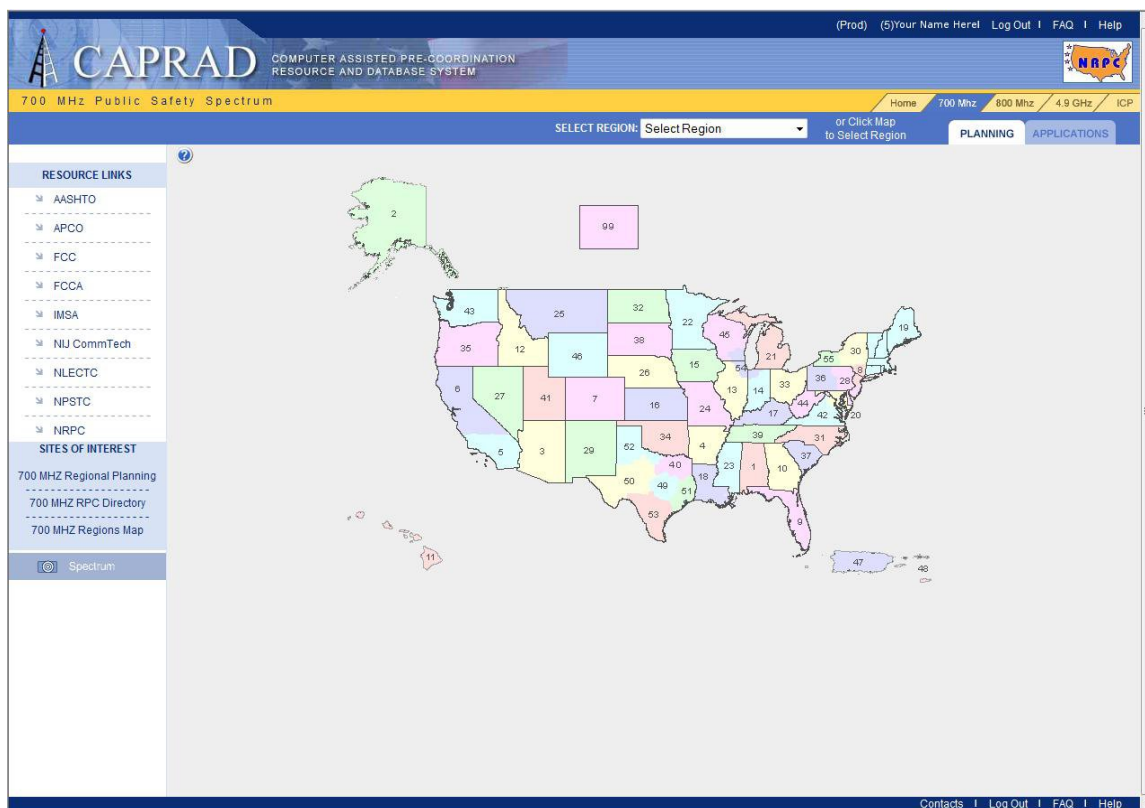 (Prod) (5)Your Name Herel Log Out I FAQ I Help
CAPRAD
COMPUTER ASSISTED PRE-COORDINATION
RESOURCE AND DATABASE SYSTEM
NRPC
700 MHz Public Safety Spectrum
Home 700 Mhz 800 Mhz 4.9 GHz ICP
SELECT REGION: Select Region
or Click Map
to Select Region
PLANNING APPLICATIONS
?
RESOURCE LINKS
AASHTO
APCO
FCC
FCCA
IMSA
NIJ CommTech
NLECTC
NPSTC
NRPC
SITES OF INTEREST
700 MHZ Regional Planning
700 MHZ RPC Directory
700 MHZ Regions Map
Spectrum
2
99
43
25
32
22
45
19
35
12
46
38
21
30
55
8
26
15
54
36
28
6
27
41
7
16
24
13
14
33
44
42
20
17
5
3
29
52
34
4
39
31
40
37
50
49
51
18
23
1
10
53
9
11
47
48
Contacts I Log Out I FAQ I Help